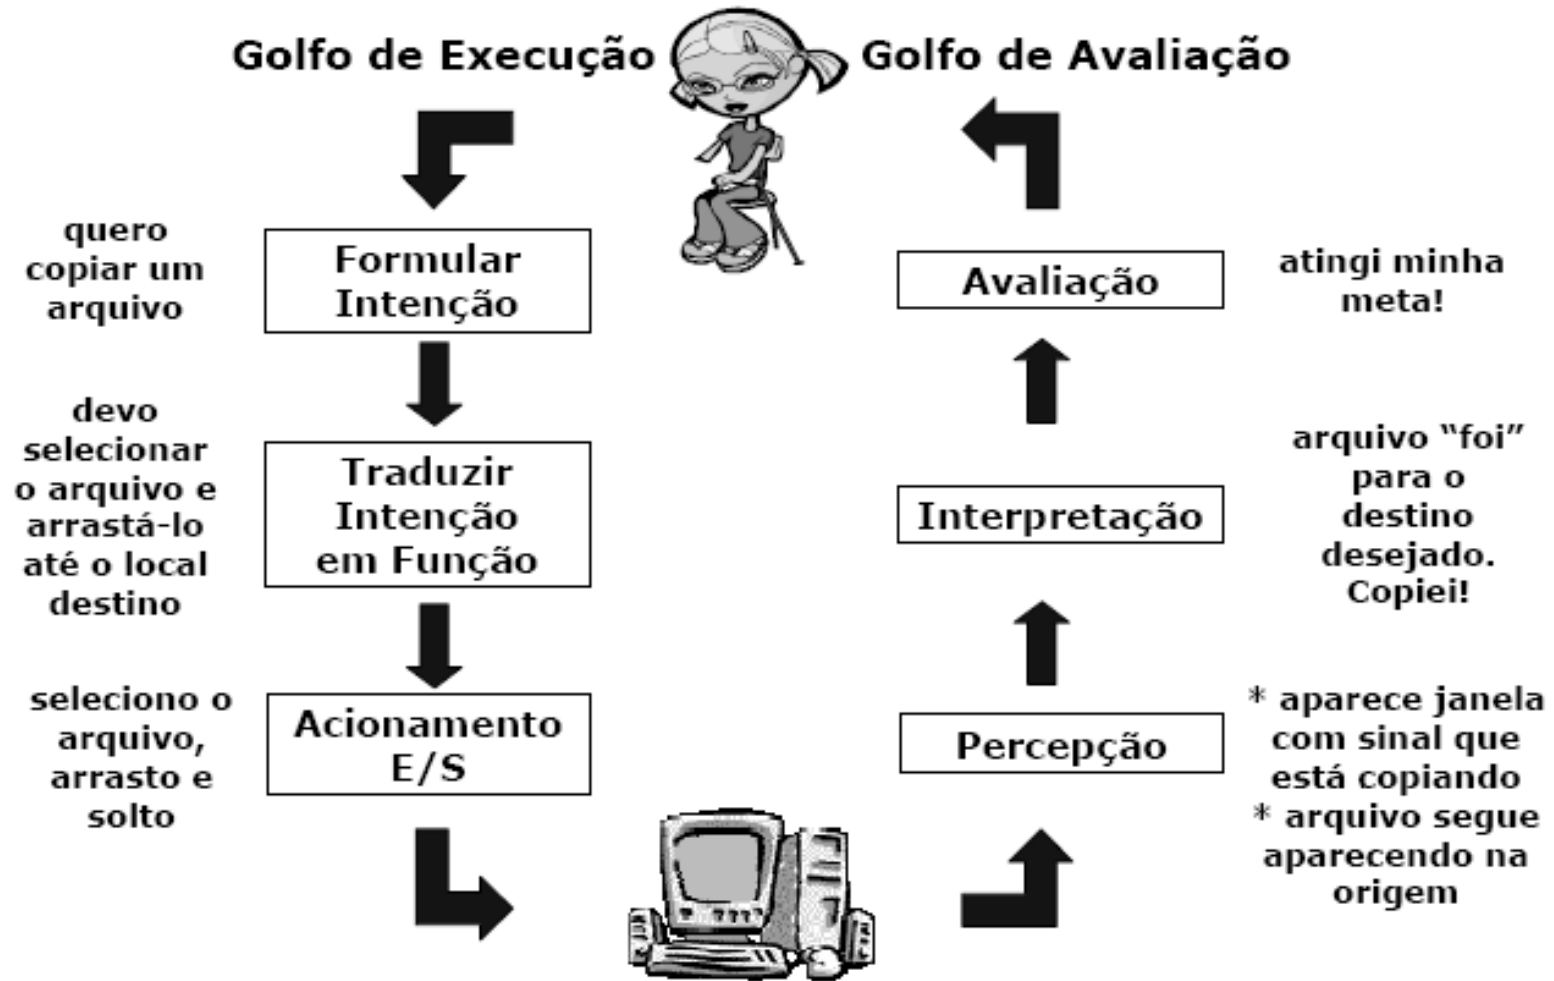 Golfo de Execução
Golfo de Avaliação
quero
copiar um
arquivo
Formular
Intenção
devo
selecionar
o arquivo e
arrastá-lo
até o local
destino
Traduzir
Intenção
em Função
seleciono o
arquivo,
arrasto e
solto
Acionamento
E/S
Avaliação
atingi minha
meta!
Interpretação
arquivo “foi”
para o
destino
desejado.
Copiei!
Percepção
* aparece janela
com sinal que
está copiando
* arquivo segue
aparecendo na
origem